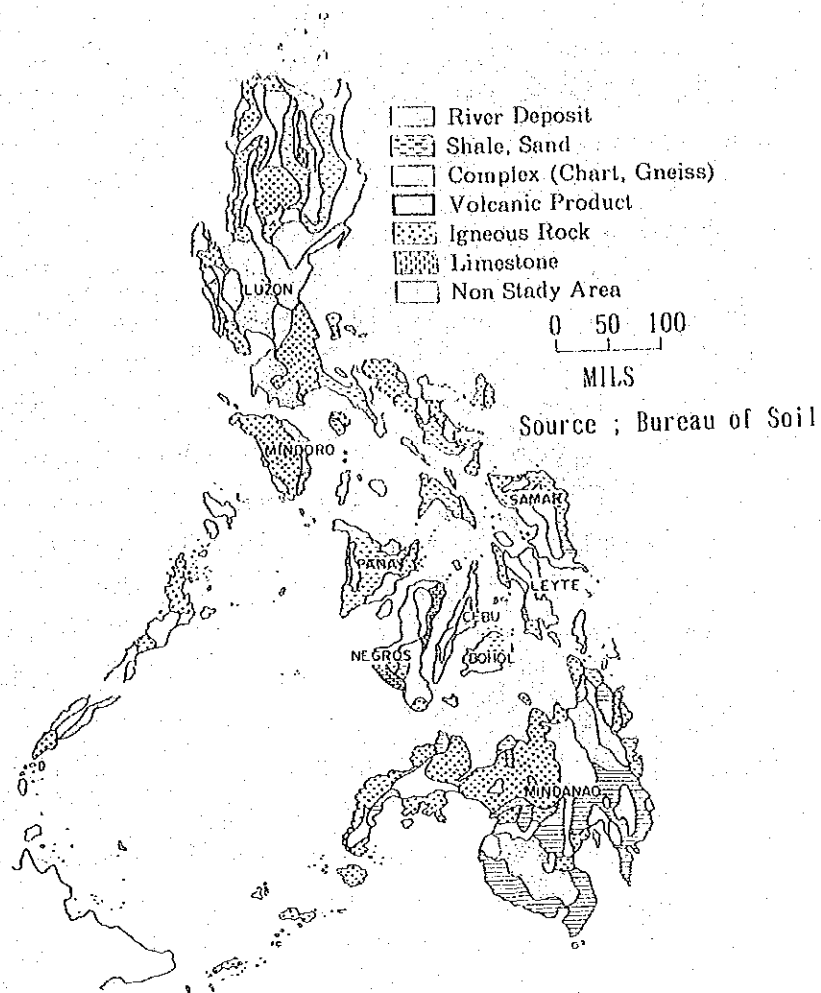 River Deposit
Shale, Sand
Complex (Chart, Gneiss)
Volcanic Product
Igneous Rock
Limestone
Non Stady Area
0 50 100
MILS
Source ; Bureau of Soil
LUZON
MINDORO
SAMAR
PANAY
LEYTE
CEBU
NEGROS
BOHOL
MINDANAO